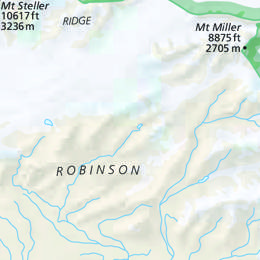 Mt Steller
10617 ft
3236 m
RIDGE
Mt Miller
8875 ft
2705 m
ROBINSON